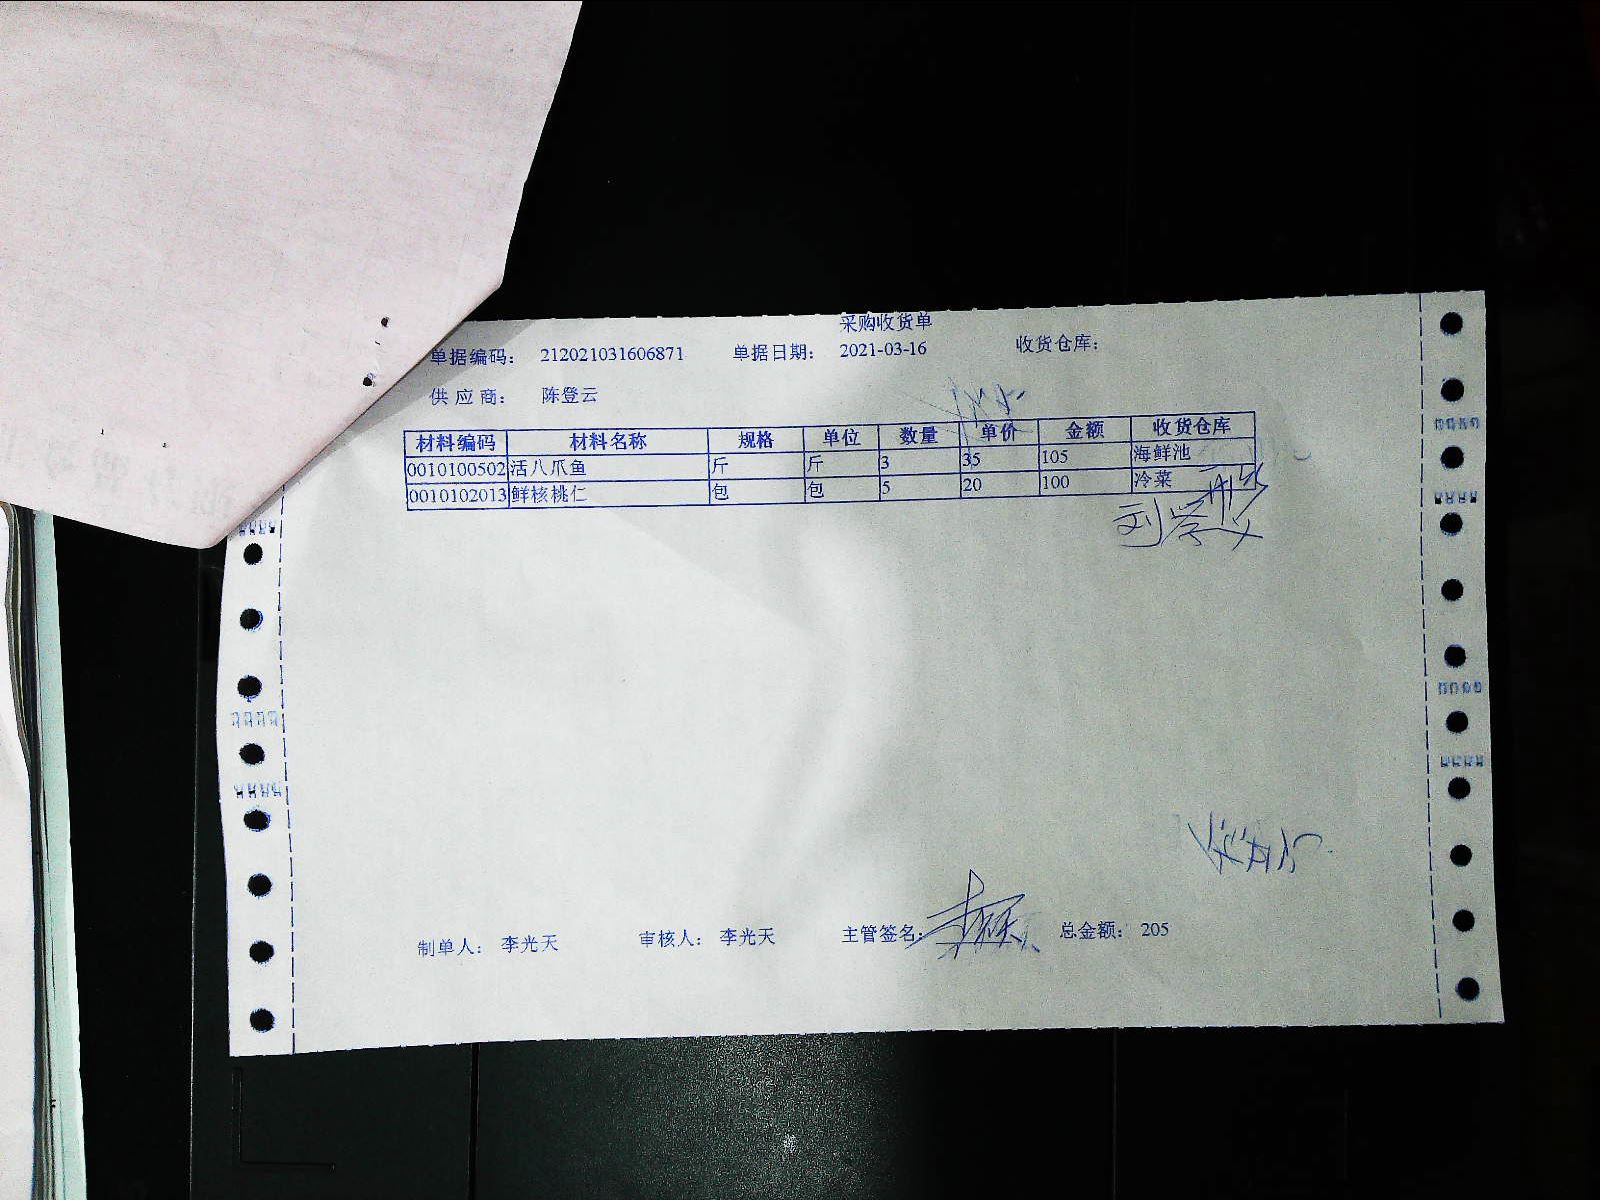 采购收货单
单据编码： 212021031606871 单据日期： 2021-03-16 收货仓库：
供应商： 陈登云
材料编码 材料名称 规格 单位 数量 单价 金额 收货仓库
0010100502 活八爪鱼 斤 斤 3 35 105 海鲜池
0010102013 鲜核桃仁 包 包 5 20 100 冷菜
制单人： 李光天 审核人： 李光天 主管签名： 总金额： 205